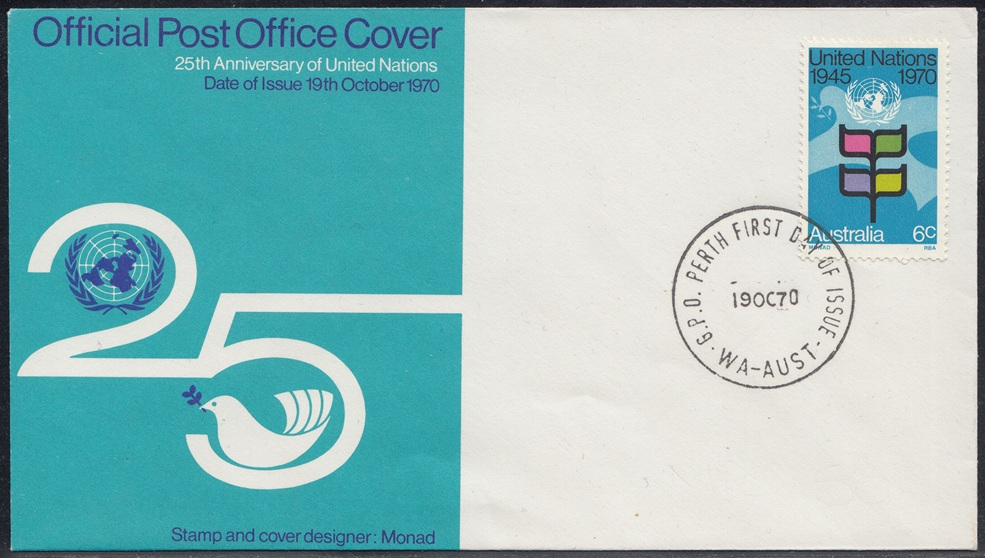 Official Post Office Cover
25th Anniversary of United Nations
Date of Issue 19th October 1970
25
Stamp and cover designer: Monad
United Nations
1945 1970
Australia 6c
MONAD RBA
G.P.O. PERTH FIRST DAY OF ISSUE
19OC70
WA-AUST